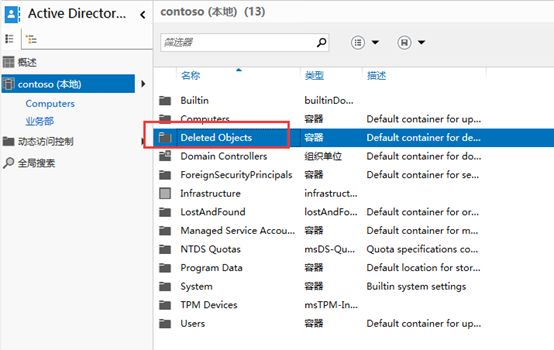 Active Director...
概述
contoso (本地)
Computers
业务部
动态访问控制
全局搜索
contoso (本地) (13)
筛选器
名称 类型 描述
Builtin builtinDo...
Computers 容器 Default container for up...
Deleted Objects 容器 Default container for de...
Domain Controllers 组织单位 Default container for do...
ForeignSecurityPrincipals 容器 Default container for se...
Infrastructure infrastruct...
LostAndFound lostAndFo... Default container for or...
Managed Service Accou... 容器 Default container for m...
NTDS Quotas msDS-Qu... Quota specifications co...
Program Data 容器 Default location for stor...
System 容器 Builtin system settings
TPM Devices msTPM-In...
Users 容器 Default container for up...